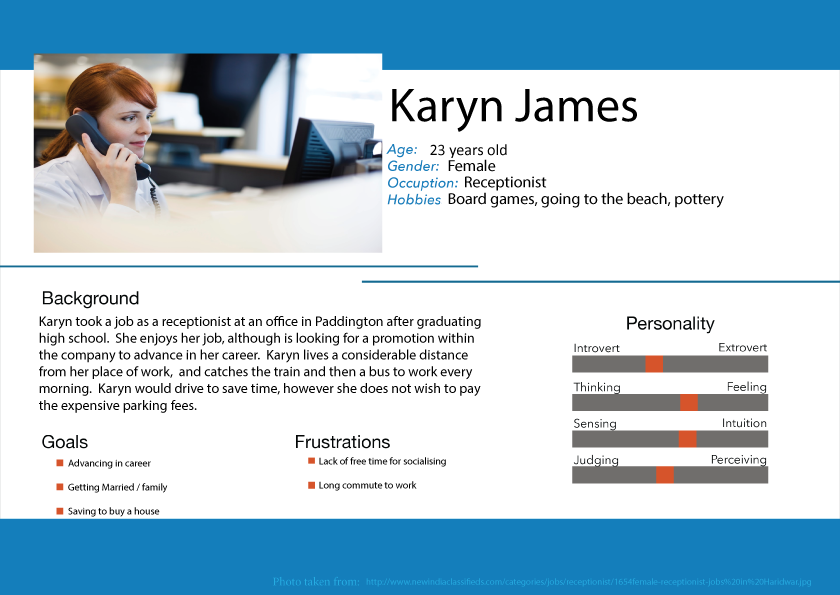 Karyn James
Age: 23 years old
Gender: Female
Occuption: Receptionist
Hobbies Board games, going to the beach, pottery
Background
Karyn took a job as a receptionist at an office in Paddington after graduating
high school. She enjoys her job, although is looking for a promotion within
the company to advance in her career. Karyn lives a considerable distance
from her place of work, and catches the train and then a bus to work every
morning. Karyn would drive to save time, however she does not wish to pay
the expensive parking fees.
Goals
Advancing in career
Getting Married / family
Saving to buy a house
Frustrations
Lack of free time for socialising
Long commute to work
Personality
Introvert Extrovert
Thinking Feeling
Sensing Intuition
Judging Perceiving
Photo taken from: http://www.newindiaclassifieds.com/categories/jobs/receptionist/1654female-receptionist-jobs%20in%20Haridwar.jpg